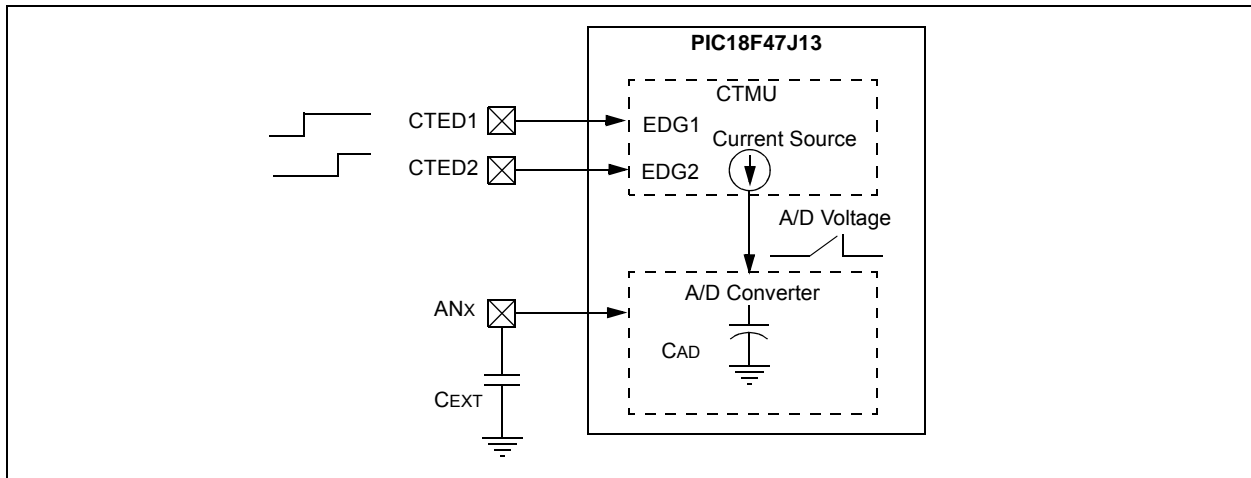 PIC18F47J13
CTMU
CTED1
EDG1
Current Source
CTED2
EDG2
A/D Voltage
A/D Converter
ANX
CAD
CEXT